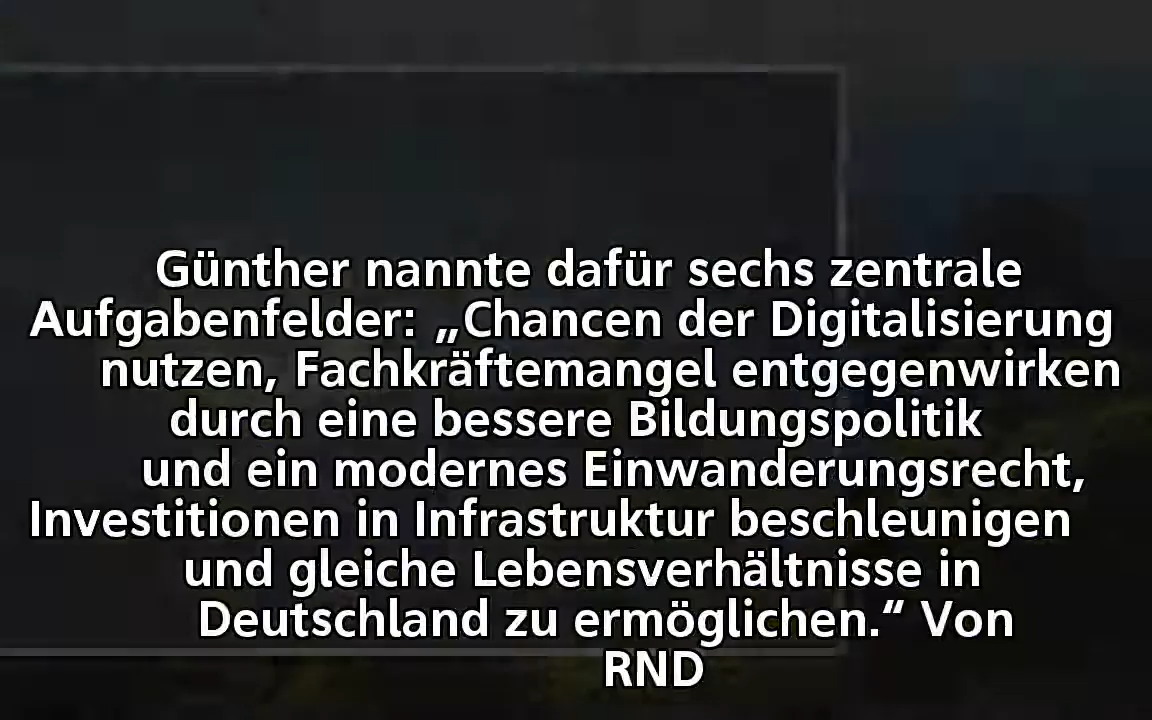 Günther nannte dafür sechs zentrale
Aufgabenfelder: „Chancen der Digitalisierung
nutzen, Fachkräftemangel entgegenwirken
durch eine bessere Bildungspolitik
und ein modernes Einwanderungsrecht,
Investitionen in Infrastruktur beschleunigen
und gleiche Lebensverhältnisse in
Deutschland zu ermöglichen.“ Von
RND